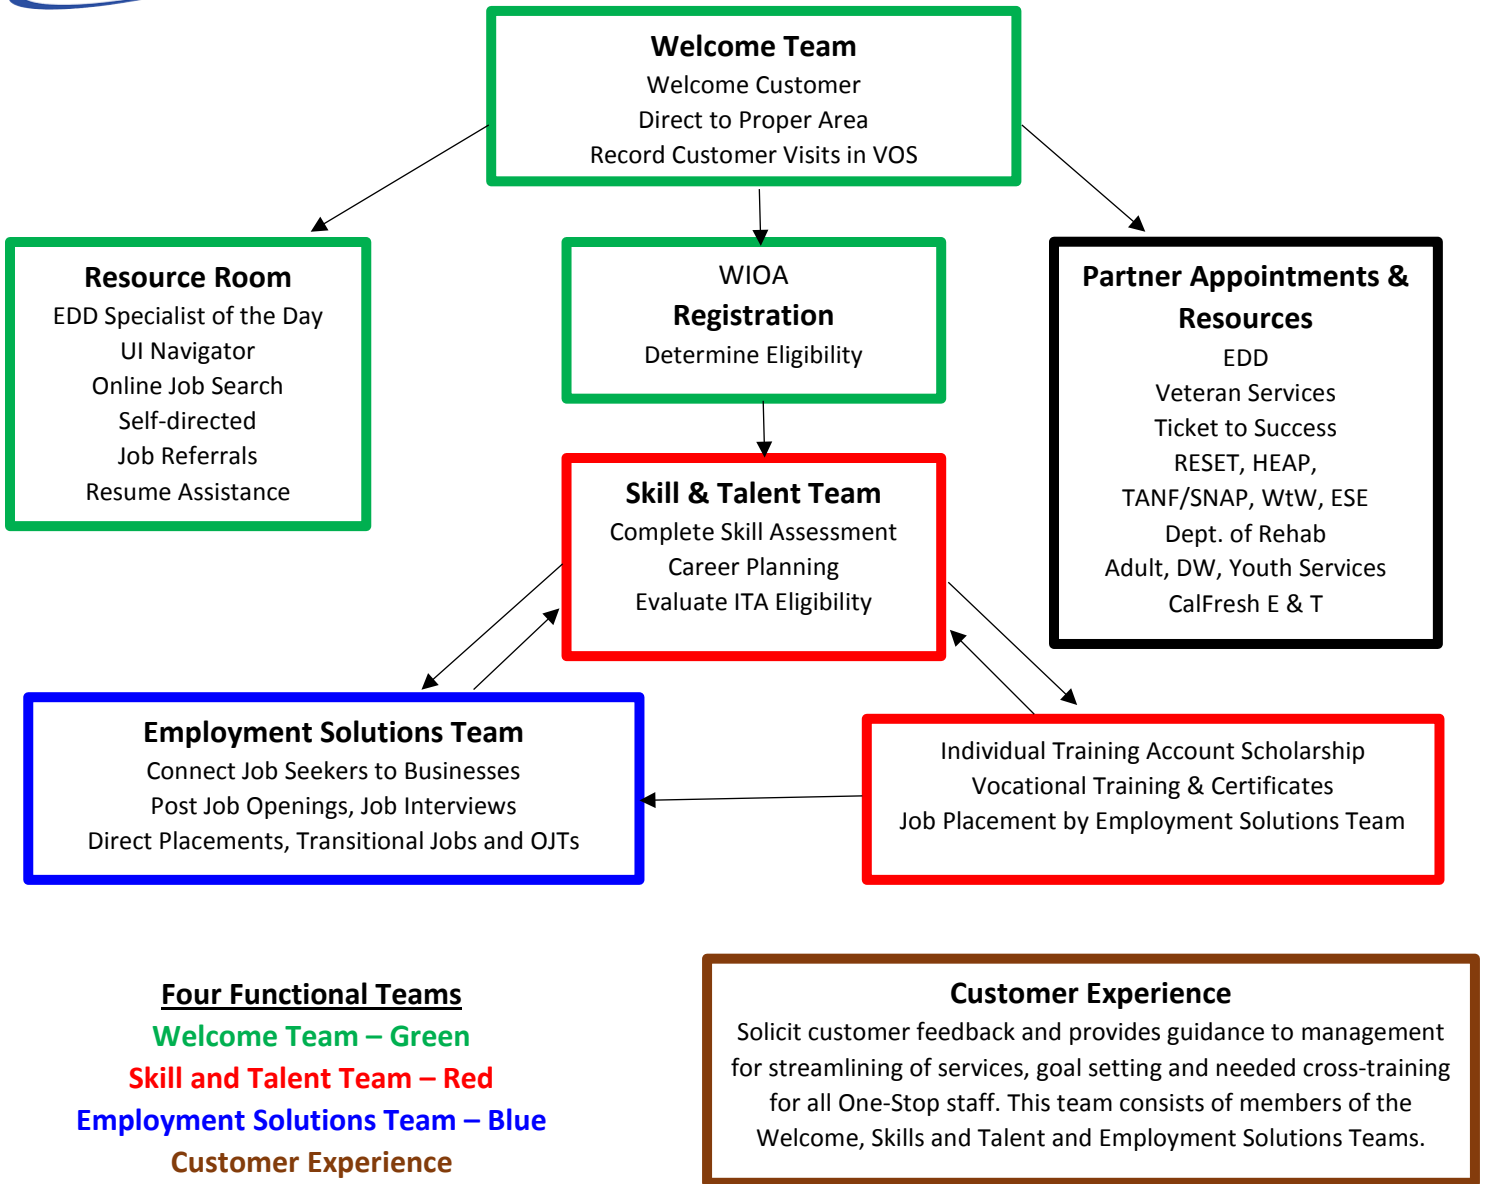 Welcome Team
Welcome Customer
Direct to Proper Area
Record Customer Visits in VOS
Resource Room
EDD Specialist of the Day
UI Navigator
Online Job Search
Self-directed
Job Referrals
Resume Assistance
WIOA
Registration
Determine Eligibility
Partner Appointments &
Resources
EDD
Veteran Services
Ticket to Success
RESET, HEAP,
TANF/SNAP, WtW, ESE
Dept. of Rehab
Adult, DW, Youth Services
CalFresh E & T
Skill & Talent Team
Complete Skill Assessment
Career Planning
Evaluate ITA Eligibility
Employment Solutions Team
Connect Job Seekers to Businesses
Post Job Openings, Job Interviews
Direct Placements, Transitional Jobs and OJTs
Individual Training Account Scholarship
Vocational Training & Certificates
Job Placement by Employment Solutions Team
Four Functional Teams
Welcome Team – Green
Skill and Talent Team – Red
Employment Solutions Team – Blue
Customer Experience
Customer Experience
Solicit customer feedback and provides guidance to management
for streamlining of services, goal setting and needed cross-training
for all One-Stop staff. This team consists of members of the
Welcome, Skills and Talent and Employment Solutions Teams.